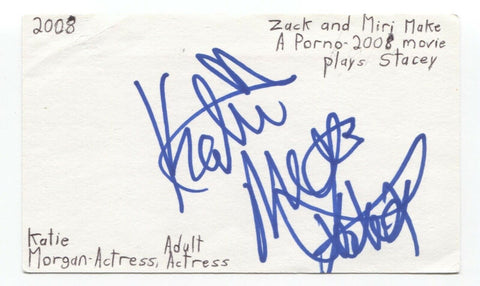 2008
Zack and Miri Make
A Porno-2008 movie
plays Stacey
Katie
Katie
Morgan-Actress, Adult
Actress